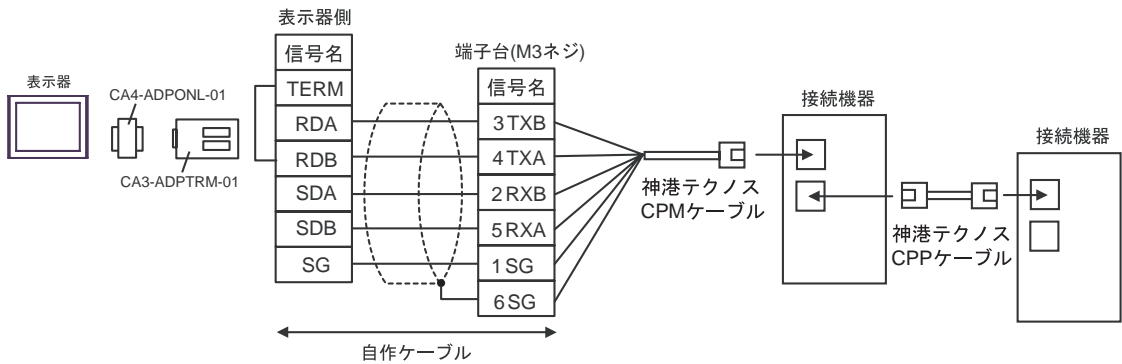 表示器
CA4-ADPONL-01
CA3-ADPTRM-01
表示器側
信号名
TERM
RDA
RDB
SDA
SDB
SG
端子台(M3ネジ)
信号名
3 TXB
4 TXA
2 RXB
5 RXA
1 SG
6 SG
自作ケーブル
神港テクノス
CPMケーブル
接続機器
神港テクノス
CPPケーブル
接続機器